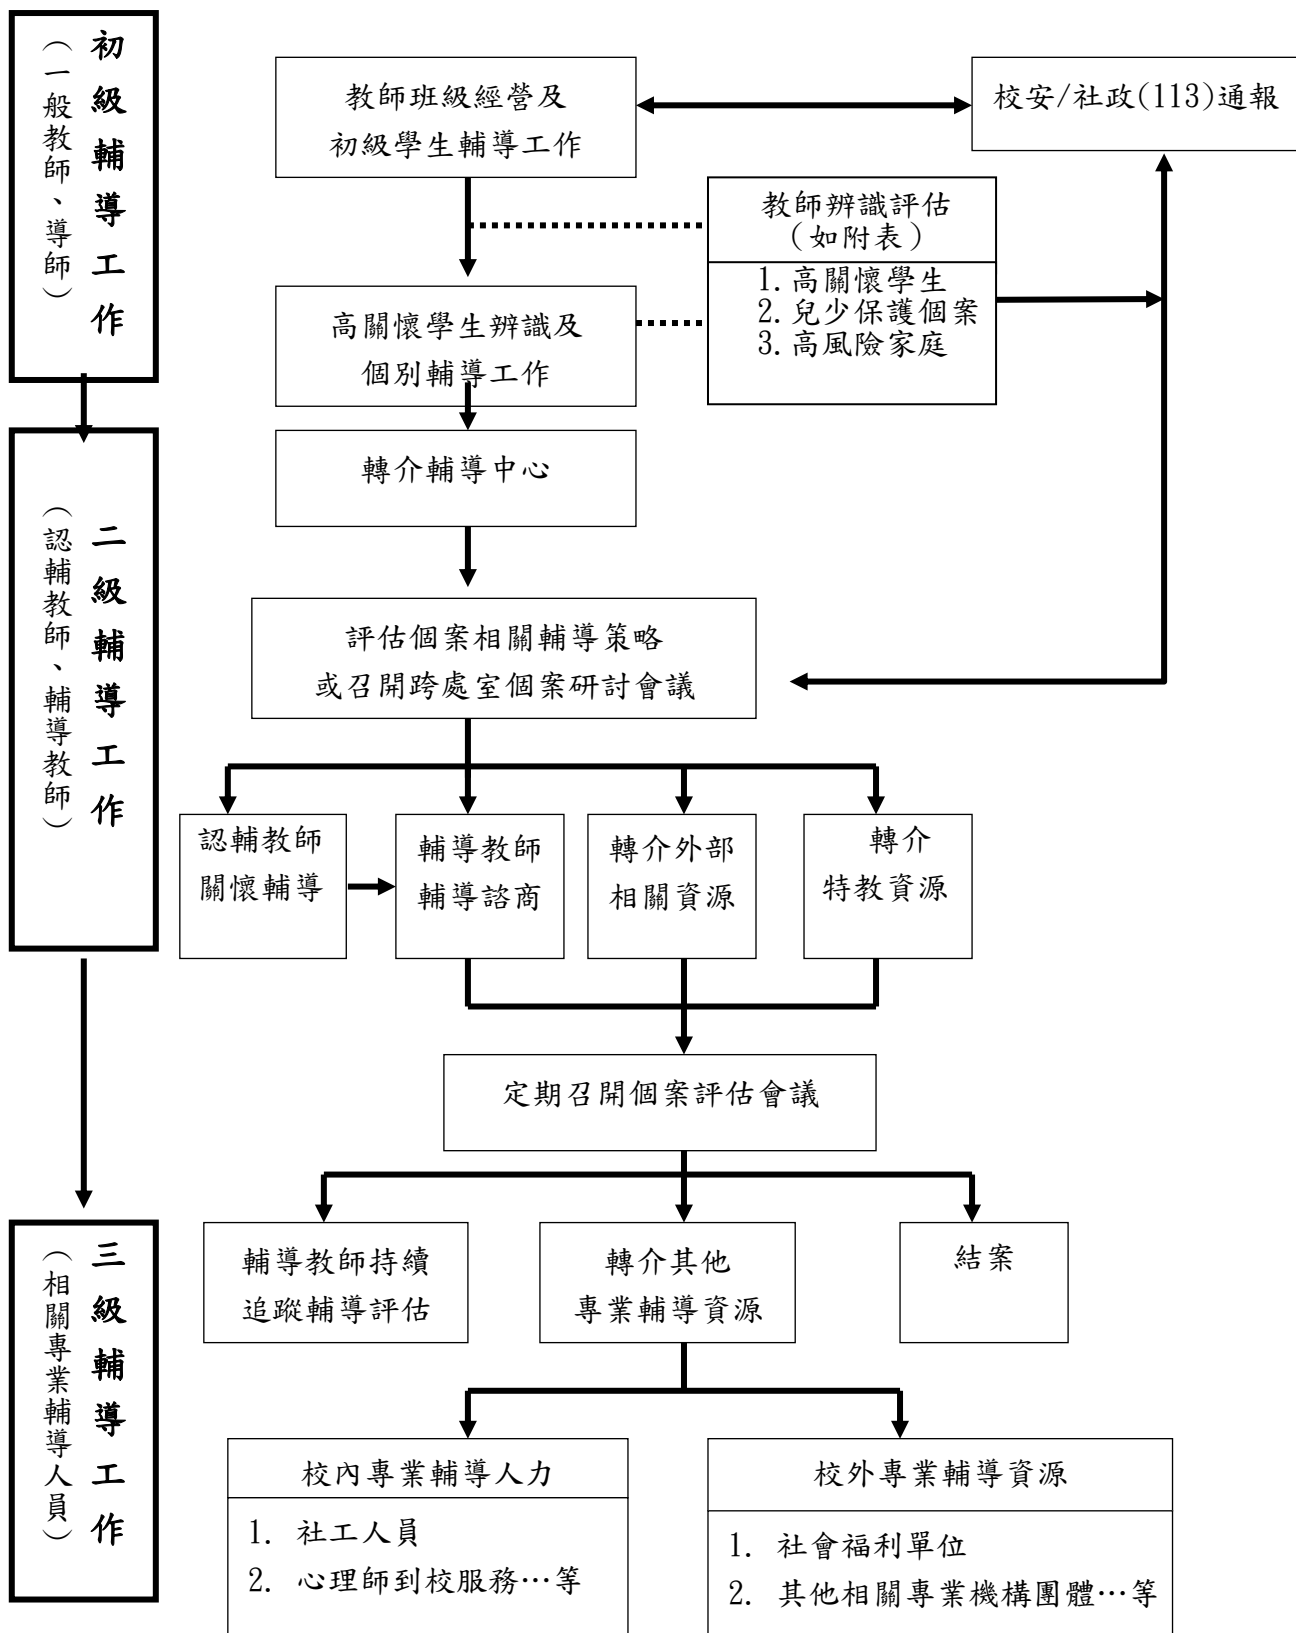 初級輔導工作
（一般教師、導師）
教師班級經營及
初級學生輔導工作
校安/社政(113)通報
教師辨識評估
（如附表）
1.高關懷學生
2.兒少保護個案
3.高風險家庭
高關懷學生辨識及
個別輔導工作
二級輔導工作
（認輔教師、輔導教師）
轉介輔導中心
評估個案相關輔導策略
或召開跨處室個案研討會議
認輔教師
關懷輔導
輔導教師
輔導諮商
轉介外部
相關資源
轉介
特教資源
定期召開個案評估會議
三級輔導工作
（相關專業輔導人員）
輔導教師持續
追蹤輔導評估
轉介其他
專業輔導資源
結案
校內專業輔導人力
1. 社工人員
2. 心理師到校服務…等
校外專業輔導資源
1. 社會福利單位
2. 其他相關專業機構團體…等